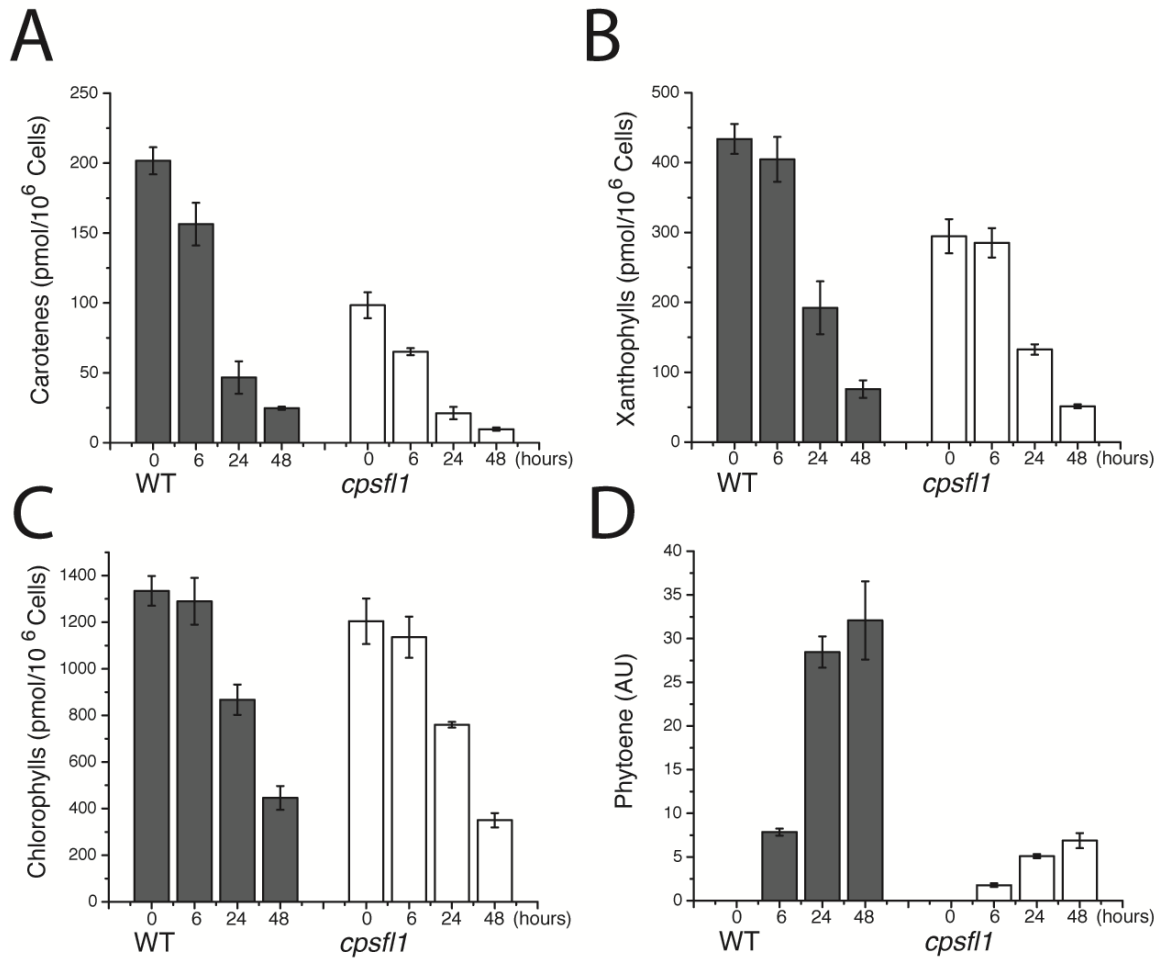 A
Carotenes (pmol/10^6 Cells)
250
200
150
100
50
0
0 6 24 48 0 6 24 48 (hours)
WT cpsfl1
B
Xanthophylls (pmol/10^6 Cells)
500
400
300
200
100
0
0 6 24 48 0 6 24 48 (hours)
WT cpsfl1
C
Chlorophylls (pmol/10^6 Cells)
1400
1200
1000
800
600
400
200
0
0 6 24 48 0 6 24 48 (hours)
WT cpsfl1
D
Phytoene (AU)
40
35
30
25
20
15
10
5
0
0 6 24 48 0 6 24 48 (hours)
WT cpsfl1